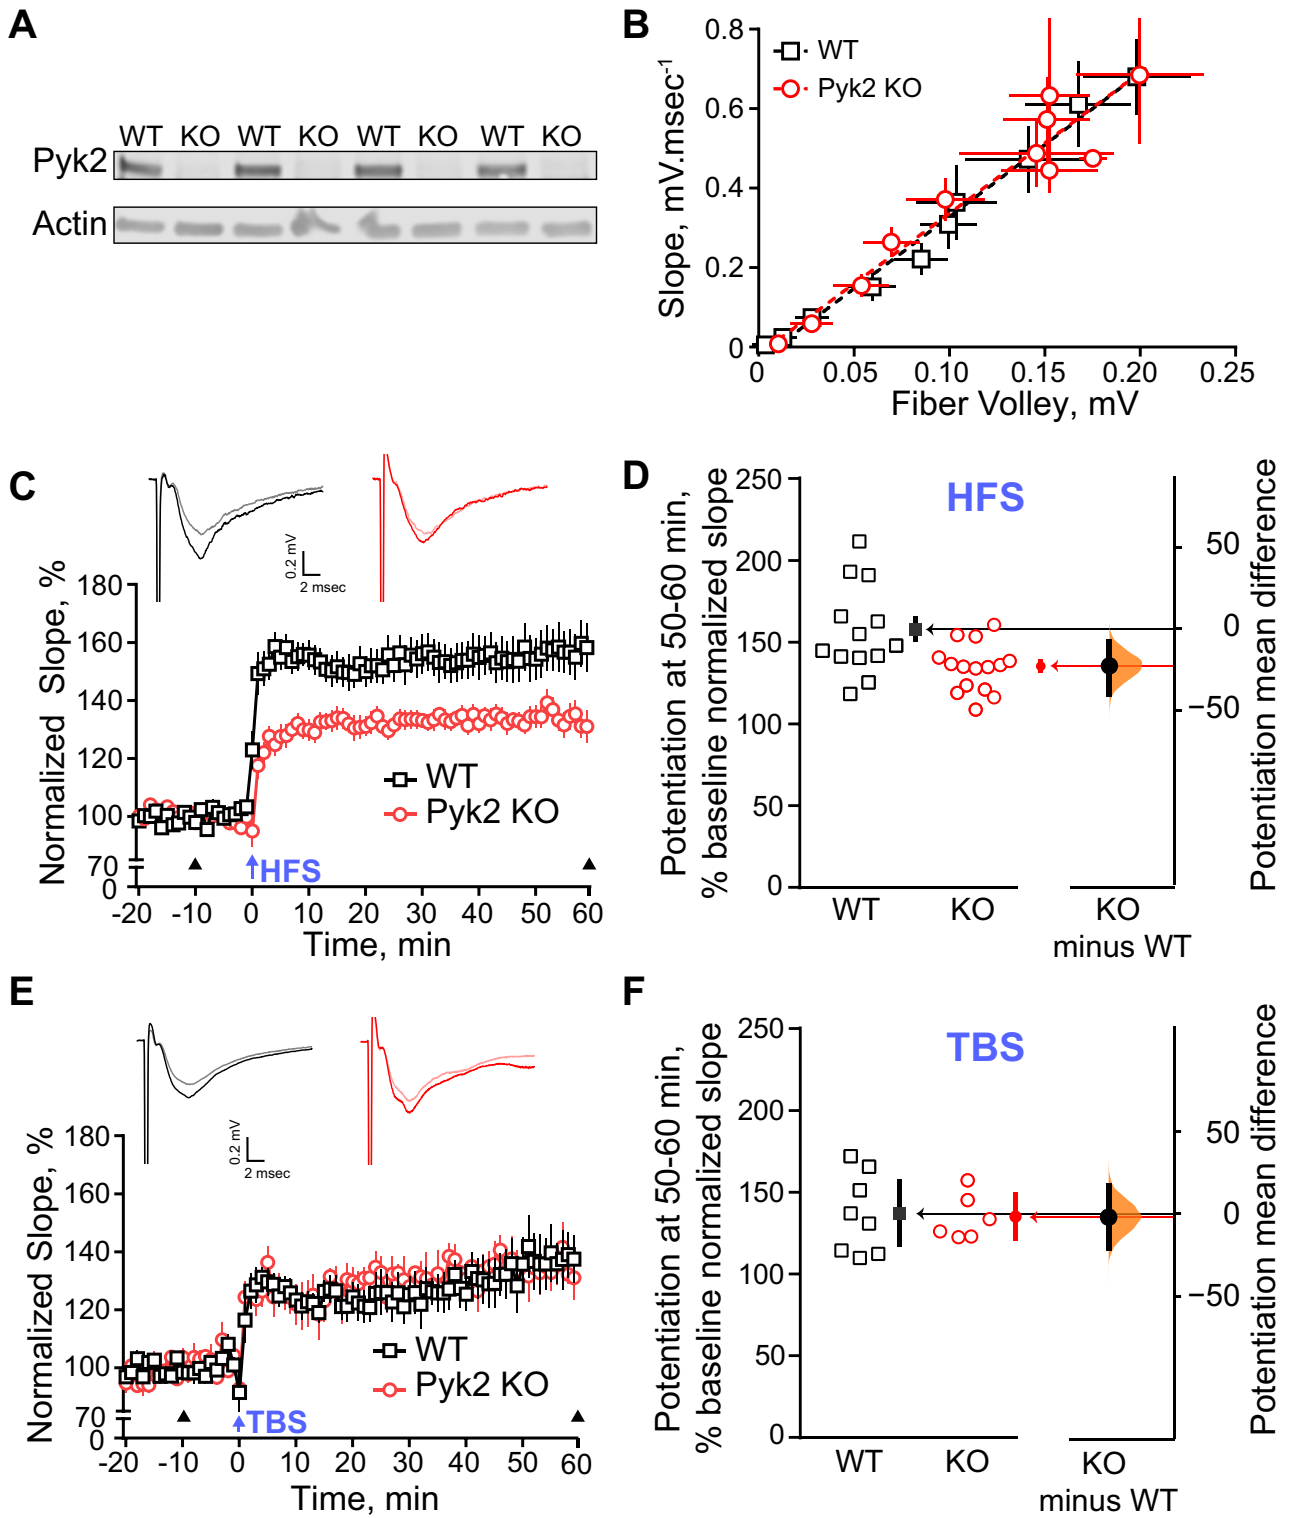 A
WT KO WT KO WT KO WT KO
Pyk2
Actin
B
Slope, mV.msec-1
0.8
0.6
0.4
0.2
0
WT
Pyk2 KO
0 0.05 0.10 0.15 0.20 0.25
Fiber Volley, mV
C
0.2 mV
2 msec
Normalized Slope, %
180
160
140
120
100
70
0
WT
Pyk2 KO
HFS
-20 -10 0 10 20 30 40 50 60
Time, min
D
Potentiation at 50-60 min,
% baseline normalized slope
250
200
150
100
50
0
HFS
50
0
−50
Potentiation mean difference
WT KO KO
minus WT
E
0.2 mV
2 msec
Normalized Slope, %
180
160
140
120
100
70
0
WT
Pyk2 KO
TBS
-20 -10 0 10 20 30 40 50 60
Time, min
F
Potentiation at 50-60 min,
% baseline normalized slope
250
200
150
100
50
0
TBS
50
0
−50
Potentiation mean difference
WT KO KO
minus WT